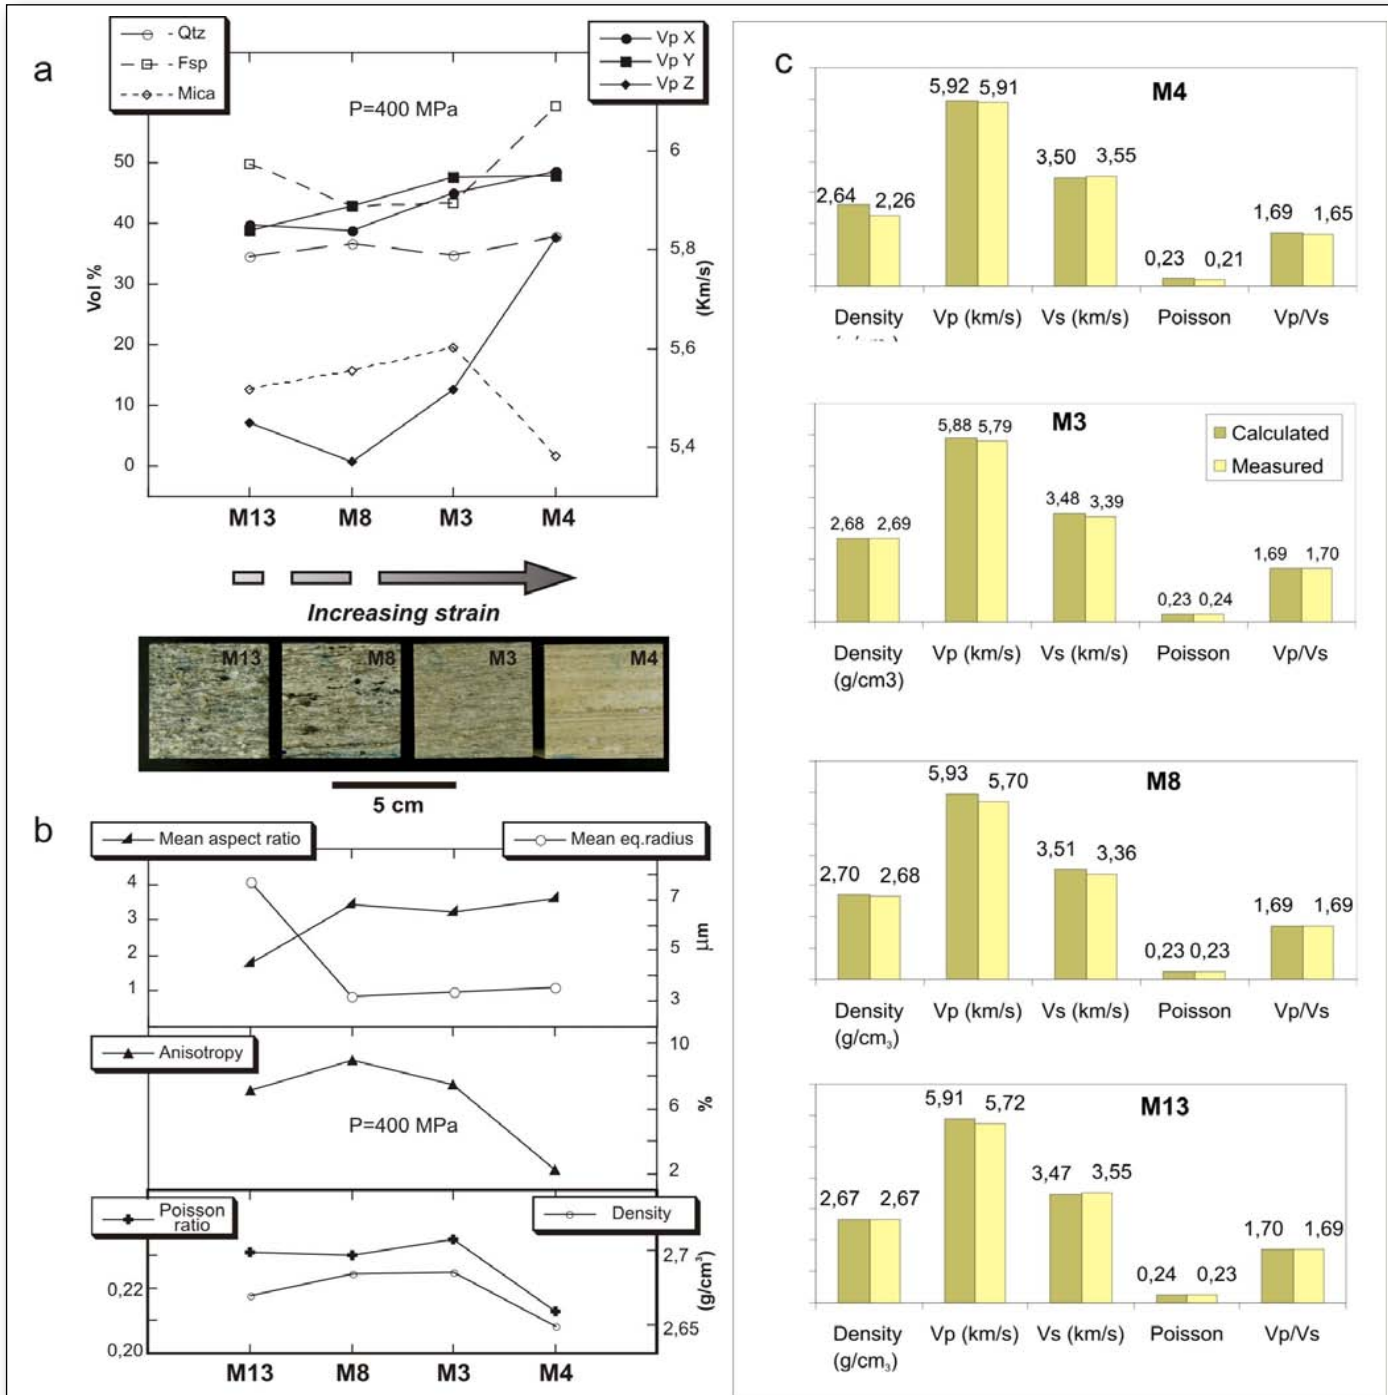 a
Qtz
Fsp
Mica
Vp X
Vp Y
Vp Z
P=400 MPa
50
40
30
20
10
0
Vol %
6
5,8
5,6
5,4
(Km/s)
M13 M8 M3 M4
Increasing strain
M13 M8 M3 M4
5 cm
b
Mean aspect ratio
Mean eq.radius
4
3
2
1
7
5
3
µm
Anisotropy
P=400 MPa
10
6
2
%
Poisson
ratio
Density
0,22
0,20
2,7
2,65
(g/cm³)
M13 M8 M3 M4
c
M4
5,92 5,91
3,50 3,55
2,64 2,26
1,69 1,65
0,23 0,21
Density Vp (km/s) Vs (km/s) Poisson Vp/Vs
M3
Calculated
Measured
5,88 5,79
3,48 3,39
2,68 2,69
1,69 1,70
0,23 0,24
Density Vp (km/s) Vs (km/s) Poisson Vp/Vs
(g/cm3)
M8
5,93 5,70
3,51 3,36
2,70 2,68
1,69 1,69
0,23 0,23
Density Vp (km/s) Vs (km/s) Poisson Vp/Vs
(g/cm₃)
M13
5,91 5,72
3,47 3,55
2,67 2,67
1,70 1,69
0,24 0,23
Density Vp (km/s) Vs (km/s) Poisson Vp/Vs
(g/cm₃)